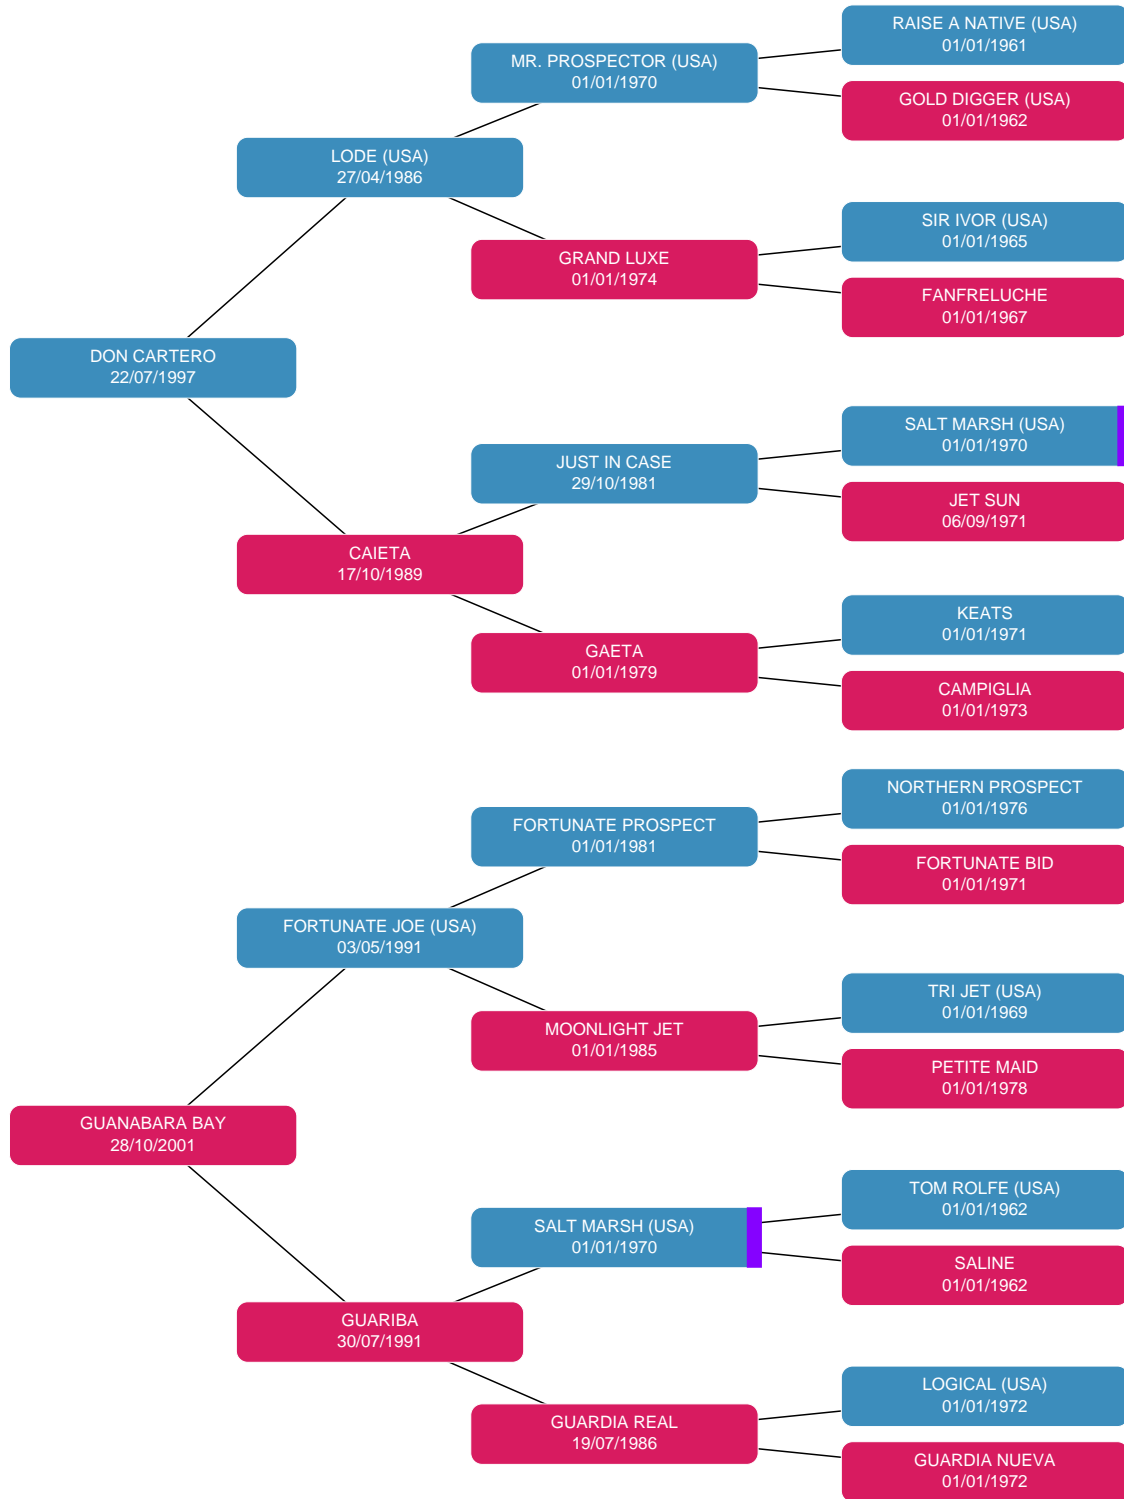 RAISE A NATIVE (USA)
01/01/1961
MR. PROSPECTOR (USA)
01/01/1970
GOLD DIGGER (USA)
01/01/1962
LODE (USA)
27/04/1986
SIR IVOR (USA)
01/01/1965
GRAND LUXE
01/01/1974
FANFRELUCHE
01/01/1967
DON CARTERO
22/07/1997
SALT MARSH (USA)
01/01/1970
JUST IN CASE
29/10/1981
JET SUN
06/09/1971
CAIETA
17/10/1989
KEATS
01/01/1971
GAETA
01/01/1979
CAMPIGLIA
01/01/1973
NORTHERN PROSPECT
01/01/1976
FORTUNATE PROSPECT
01/01/1981
FORTUNATE BID
01/01/1971
FORTUNATE JOE (USA)
03/05/1991
TRI JET (USA)
01/01/1969
MOONLIGHT JET
01/01/1985
PETITE MAID
01/01/1978
GUANABARA BAY
28/10/2001
TOM ROLFE (USA)
01/01/1962
SALT MARSH (USA)
01/01/1970
SALINE
01/01/1962
GUARIBA
30/07/1991
LOGICAL (USA)
01/01/1972
GUARDIA REAL
19/07/1986
GUARDIA NUEVA
01/01/1972